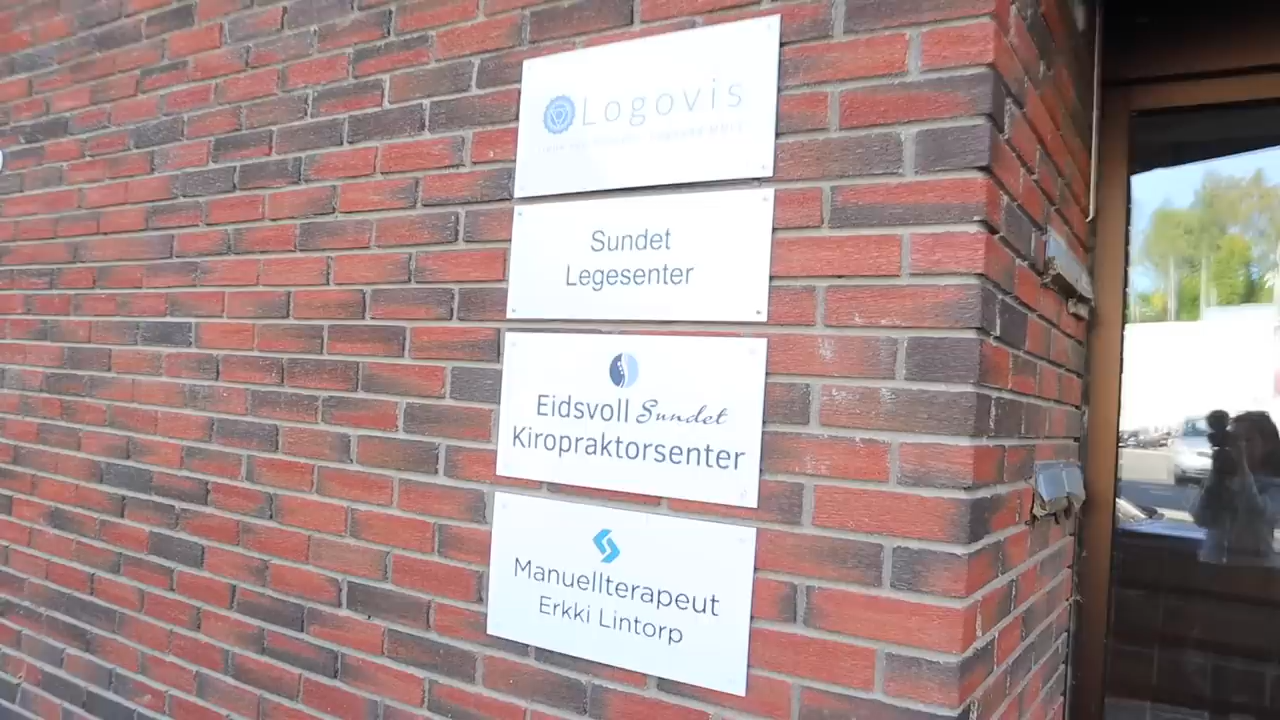 Logovis
Sundet
Legesenter
Eidsvoll Sundet
Kiropraktorsenter
Manuellterapeut
Erkki Lintorp